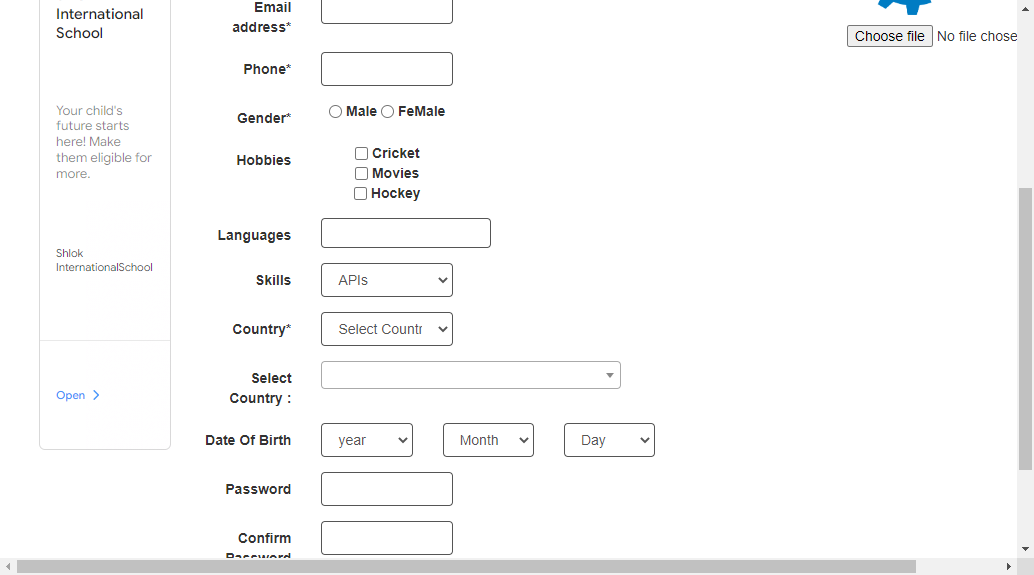 International
School
Your child's
future starts
here! Make
them eligible for
more.
Shlok
InternationalSchool
Open
Email
address*
Phone*
Gender*
Male FeMale
Hobbies
Cricket
Movies
Hockey
Languages
Skills
APIs
Country*
Select Countr
Select
Country :
Date Of Birth
year Month Day
Password
Confirm
Password
Choose file No file chose